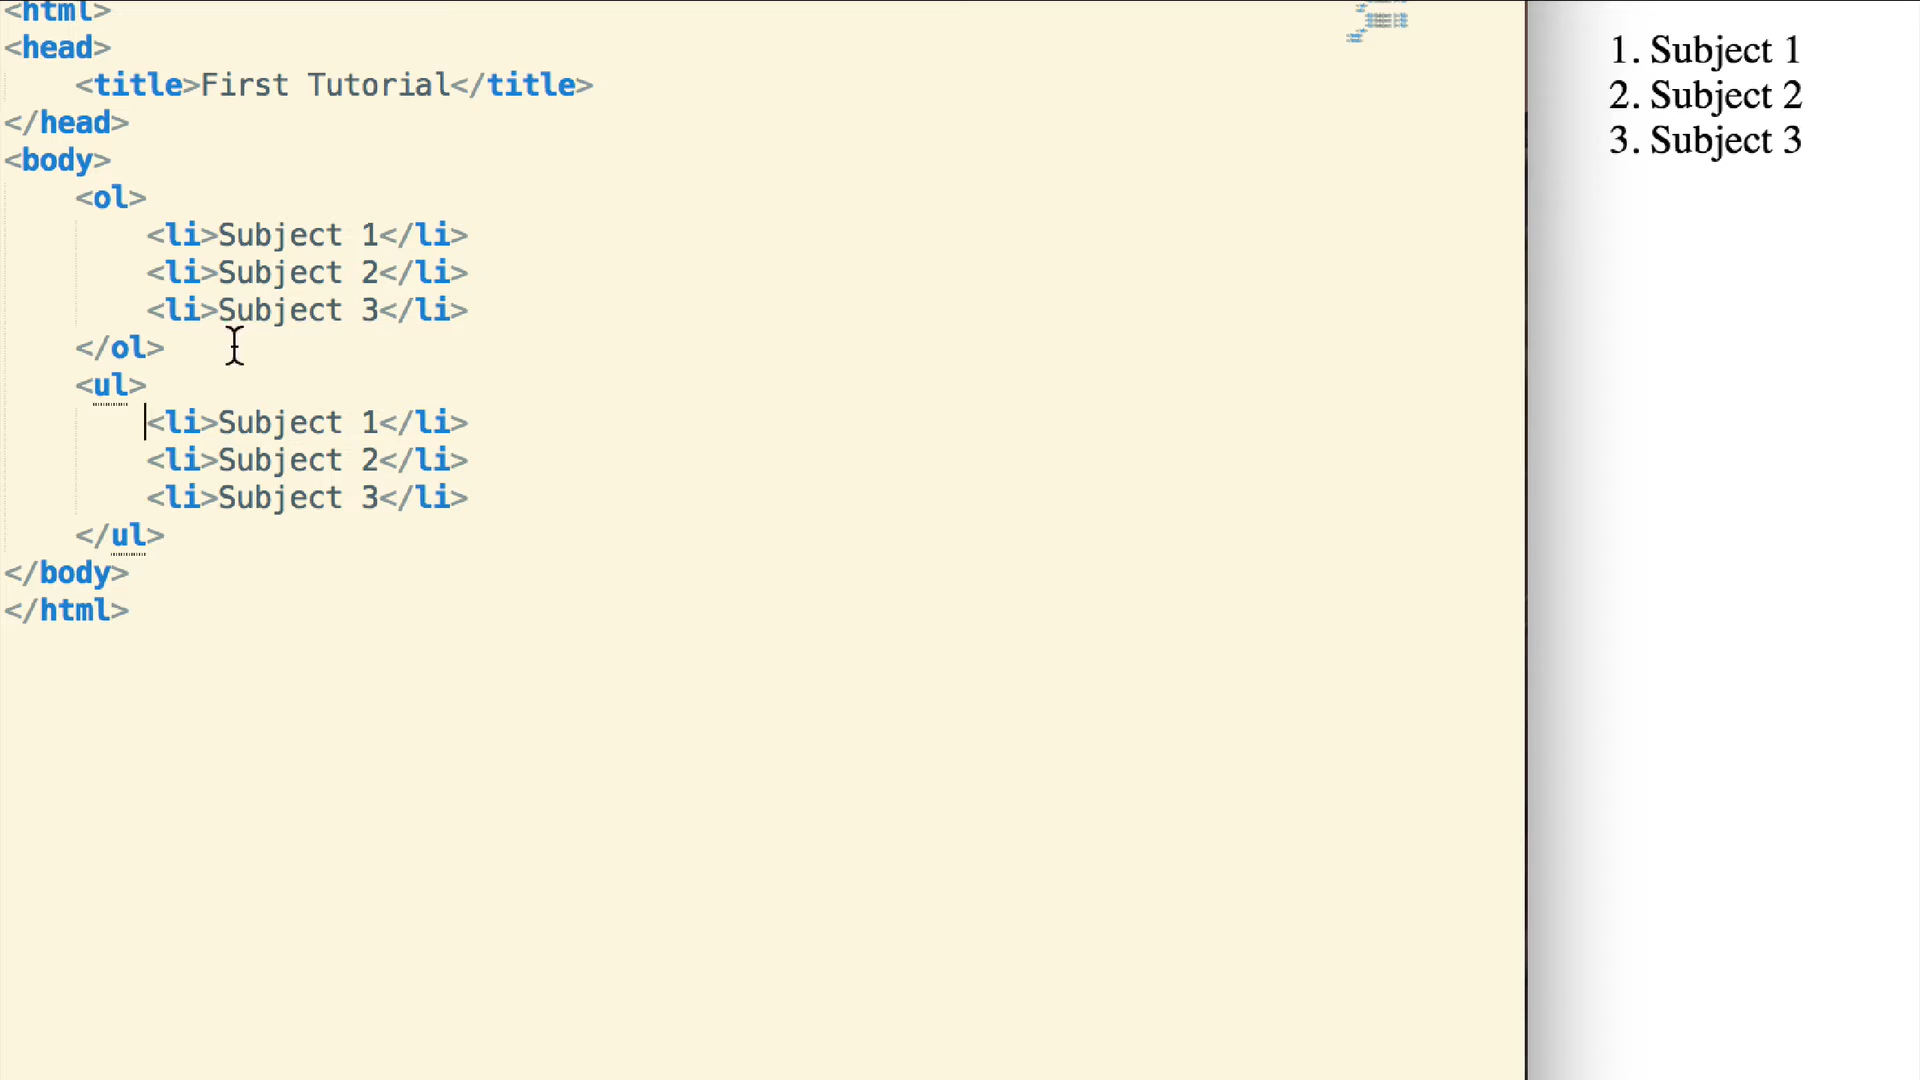 <html>
<head>
<title>First Tutorial</title>
</head>
<body>
<ol>
<li>Subject 1</li>
<li>Subject 2</li>
<li>Subject 3</li>
</ol>
<ul>
<li>Subject 1</li>
<li>Subject 2</li>
<li>Subject 3</li>
</ul>
</body>
</html>
1. Subject 1
2. Subject 2
3. Subject 3